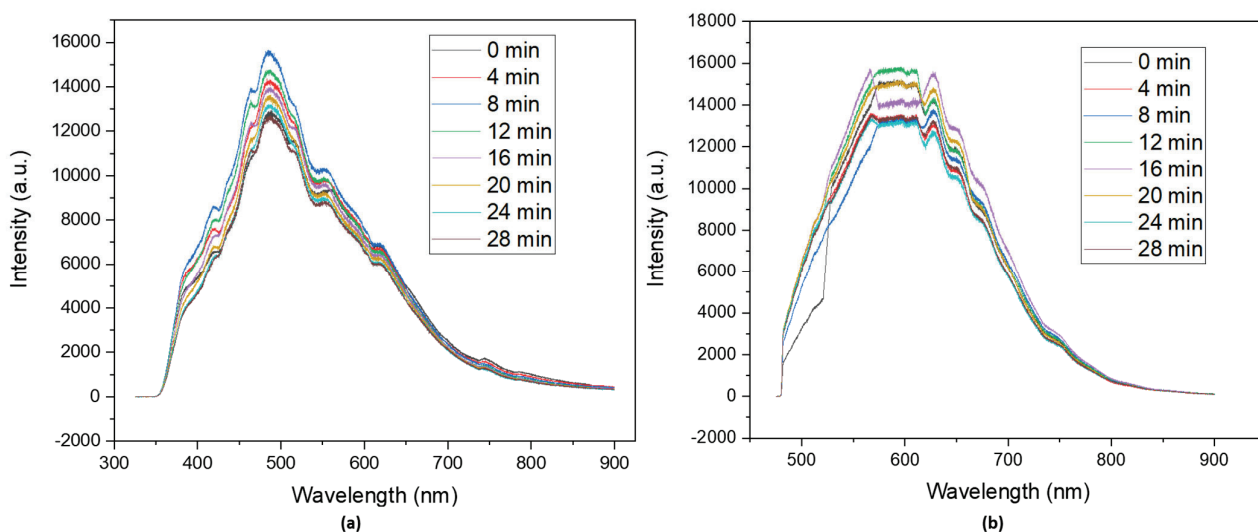 16000
14000
12000
10000
8000
6000
4000
2000
0
-2000
Intensity (a.u.)
0 min
4 min
8 min
12 min
16 min
20 min
24 min
28 min
300 400 500 600 700 800 900
Wavelength (nm)
(a)
18000
16000
14000
12000
10000
8000
6000
4000
2000
0
-2000
Intensity (a.u.)
0 min
4 min
8 min
12 min
16 min
20 min
24 min
28 min
500 600 700 800 900
Wavelength (nm)
(b)